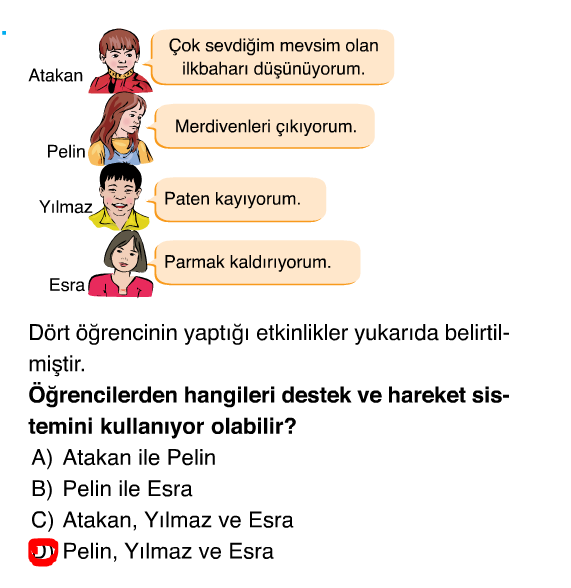 Atakan
Çok sevdiğim mevsim olan
ilkbaharı düşünüyorum.
Pelin
Merdivenleri çıkıyorum.
Yılmaz
Paten kayıyorum.
Esra
Parmak kaldırıyorum.
Dört öğrencinin yaptığı etkinlikler yukarıda belirtil-
miştir.
Öğrencilerden hangileri destek ve hareket sis-
temini kullanıyor olabilir?
A) Atakan ile Pelin
B) Pelin ile Esra
C) Atakan, Yılmaz ve Esra
D) Pelin, Yılmaz ve Esra